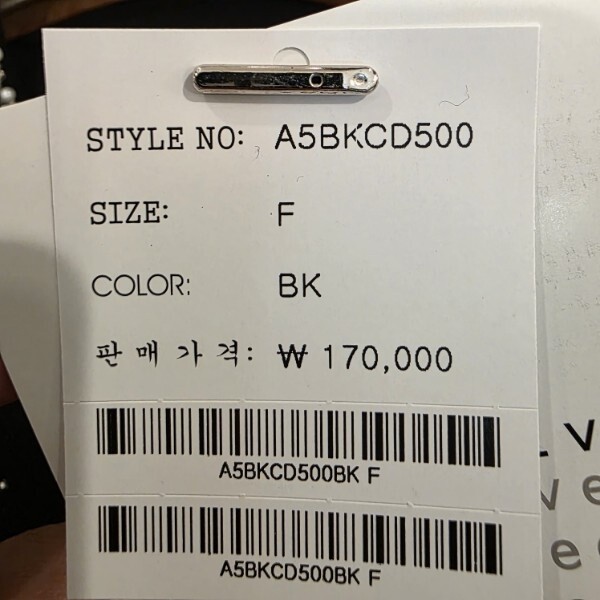 STYLE NO: A5BKCD500
SIZE: F
COLOR: BK
판매가격: ₩ 170,000
A5BKCD500BK F
A5BKCD500BK F